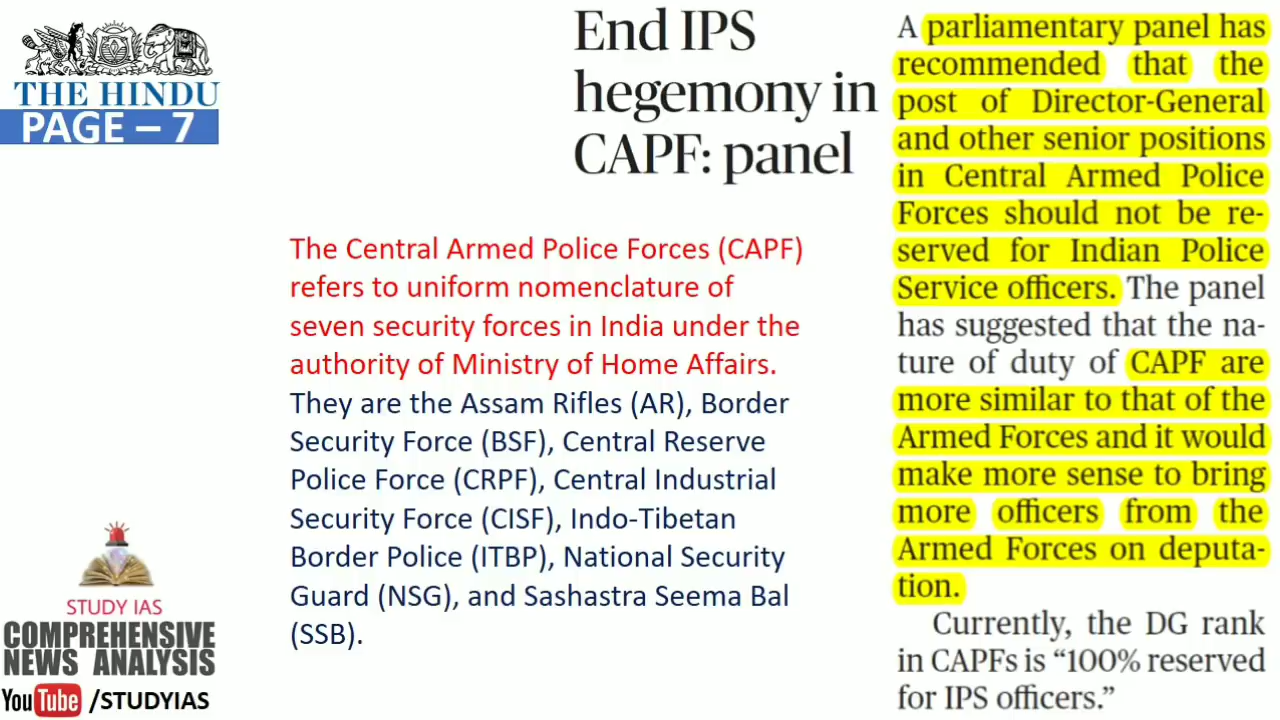 THE HINDU
PAGE – 7
End IPS
hegemony in
CAPF: panel
The Central Armed Police Forces (CAPF)
refers to uniform nomenclature of
seven security forces in India under the
authority of Ministry of Home Affairs.
They are the Assam Rifles (AR), Border
Security Force (BSF), Central Reserve
Police Force (CRPF), Central Industrial
Security Force (CISF), Indo-Tibetan
Border Police (ITBP), National Security
Guard (NSG), and Sashastra Seema Bal
(SSB).
A parliamentary panel has
recommended that the
post of Director-General
and other senior positions
in Central Armed Police
Forces should not be re-
served for Indian Police
Service officers. The panel
has suggested that the na-
ture of duty of CAPF are
more similar to that of the
Armed Forces and it would
make more sense to bring
more officers from the
Armed Forces on deputa-
tion.
Currently, the DG rank
in CAPFs is “100% reserved
for IPS officers.”
STUDY IAS
COMPREHENSIVE
NEWS ANALYSIS
YouTube /STUDYIAS